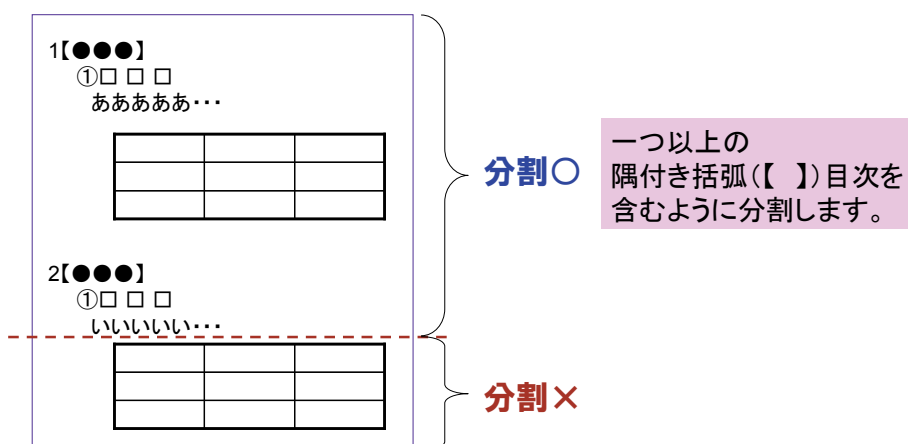 1【●●●】
①□ □ □
あああああ・・・
分割○
一つ以上の
隅付き括弧(【　】)目次を
含むように分割します。
2【●●●】
①□ □ □
いいいいい・・・
分割×